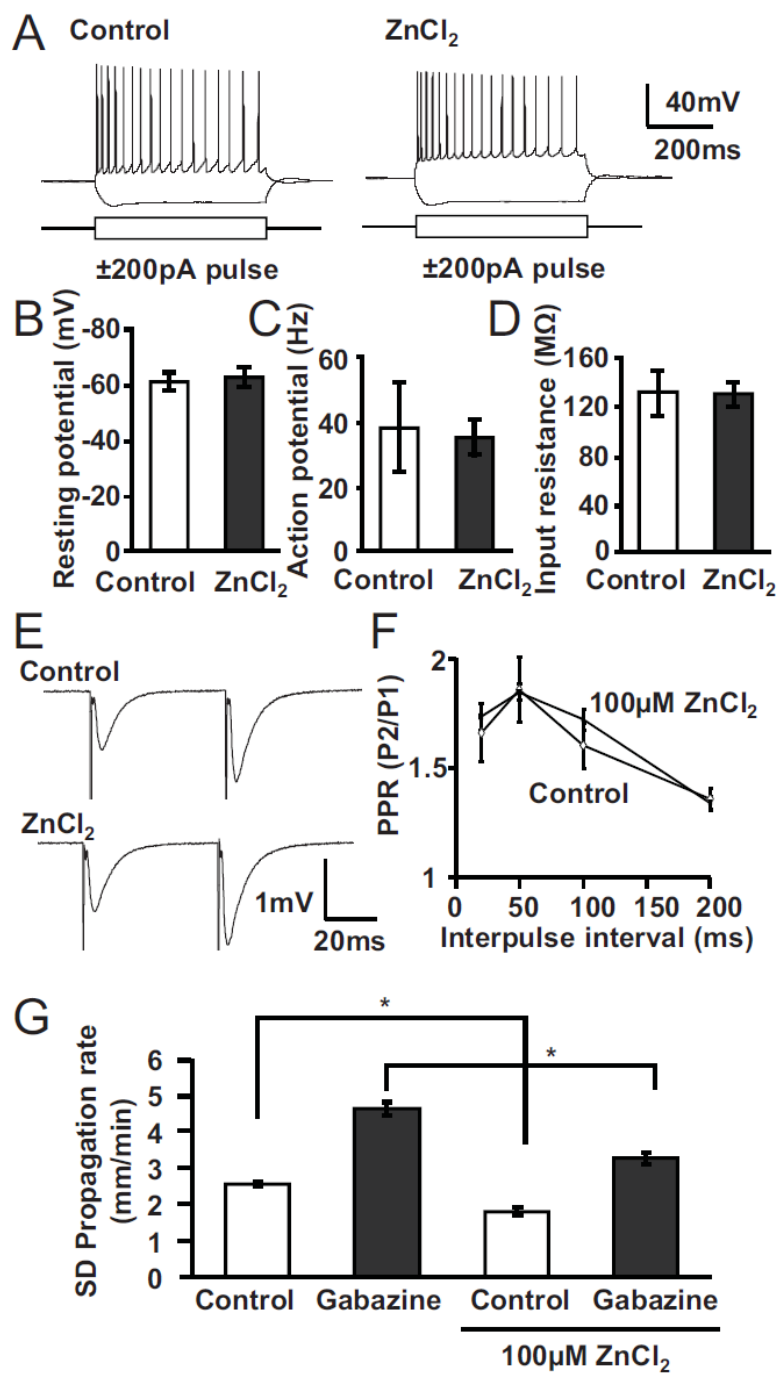 A
Control
ZnCl₂
40mV
200ms
±200pA pulse
±200pA pulse
B
Resting potential (mV)
-80
-60
-40
-20
0
Control
ZnCl₂
C
Action potential (Hz)
60
40
20
0
Control
ZnCl₂
D
Input resistance (MΩ)
160
120
80
40
0
Control
ZnCl₂
E
Control
ZnCl₂
1mV
20ms
F
PPR (P2/P1)
2
1.5
1
100µM ZnCl₂
Control
0 50 100 150 200
Interpulse interval (ms)
G
SD Propagation rate
(mm/min)
6
5
4
3
2
1
0
*
*
Control Gabazine Control Gabazine
100µM ZnCl₂